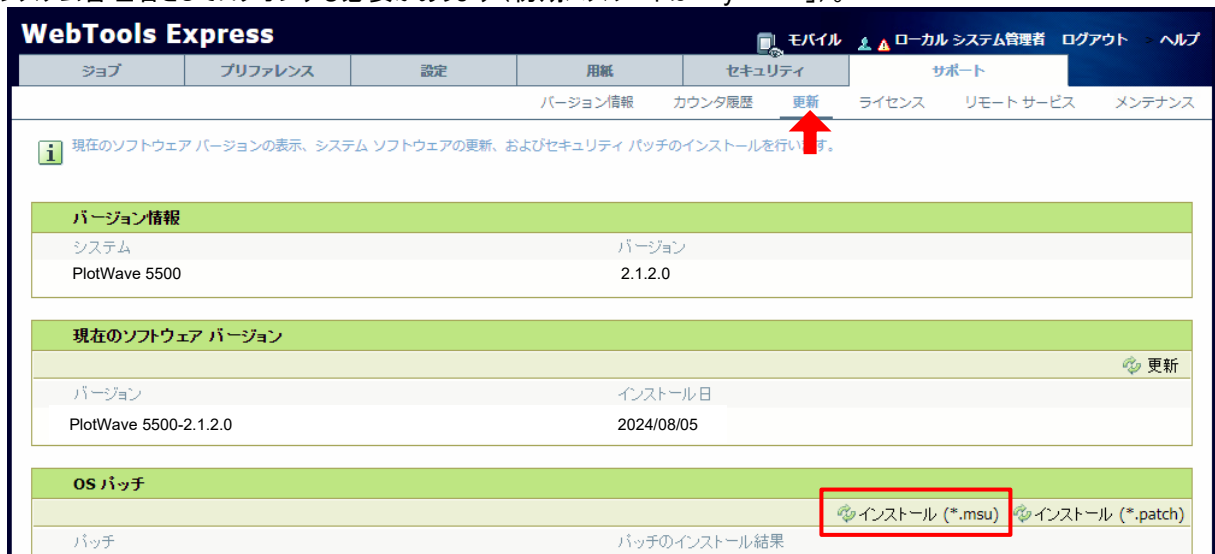 WebTools Express モバイル ローカル システム管理者 ログアウト ヘルプ
ジョブ プリファレンス 設定 用紙 セキュリティ サポート
バージョン情報 カウンタ履歴 更新 ライセンス リモート サービス メンテナンス
現在のソフトウェア バージョンの表示、システム ソフトウェアの更新、およびセキュリティ パッチのインストールを行います。
バージョン情報
システム バージョン
PlotWave 5500 2.1.2.0
現在のソフトウェア バージョン
更新
バージョン インストール日
PlotWave 5500-2.1.2.0 2024/08/05
OS パッチ
インストール (*.msu) インストール (*.patch)
パッチ パッチのインストール結果